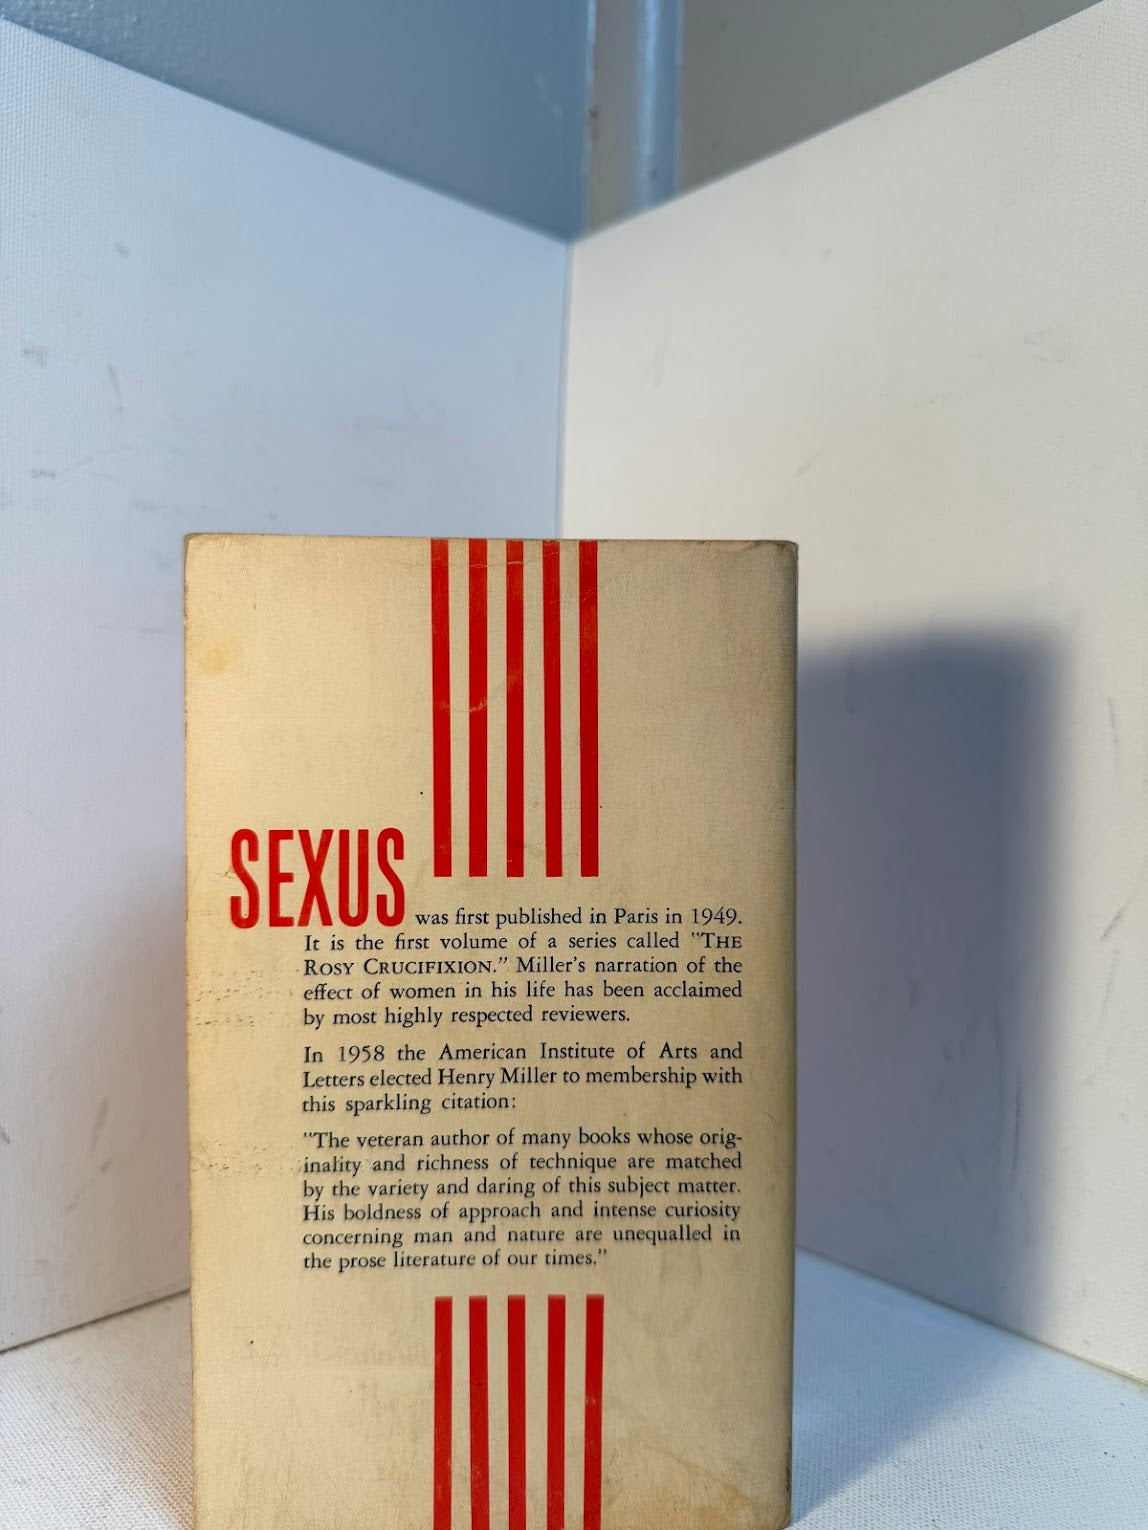 SEXUS was first published in Paris in 1949.
It is the first volume of a series called "THE
ROSY CRUCIFIXION." Miller's narration of the
effect of women in his life has been acclaimed
by most highly respected reviewers.
In 1958 the American Institute of Arts and
Letters elected Henry Miller to membership with
this sparkling citation:
"The veteran author of many books whose orig-
inality and richness of technique are matched
by the variety and daring of this subject matter.
His boldness of approach and intense curiosity
concerning man and nature are unequalled in
the prose literature of our times."